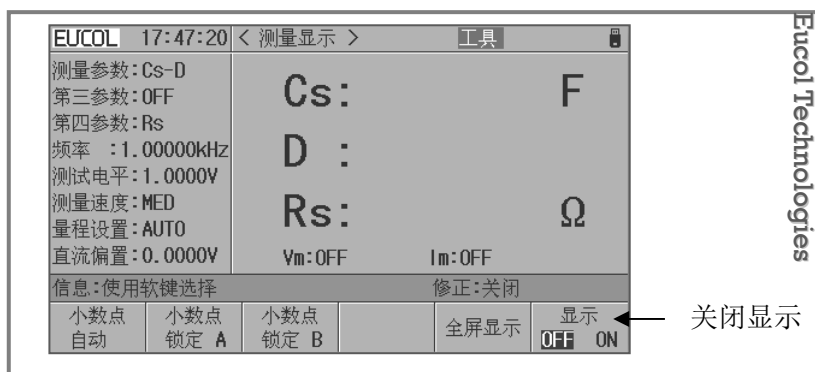 EUCOL 17:47:20 < 测量显示 > 工具
测量参数:Cs-D
第三参数:OFF
第四参数:Rs
频率 :1.00000kHz
测试电平:1.0000V
测量速度:MED
量程设置:AUTO
直流偏置:0.0000V
Cs: F
D :
Rs: Ω
Vm:OFF Im:OFF
信息:使用软键选择 修正:关闭
小数点 自动
小数点 锁定 A
小数点 锁定 B
全屏显示
显示 OFF ON
关闭显示
Eucol Technologies